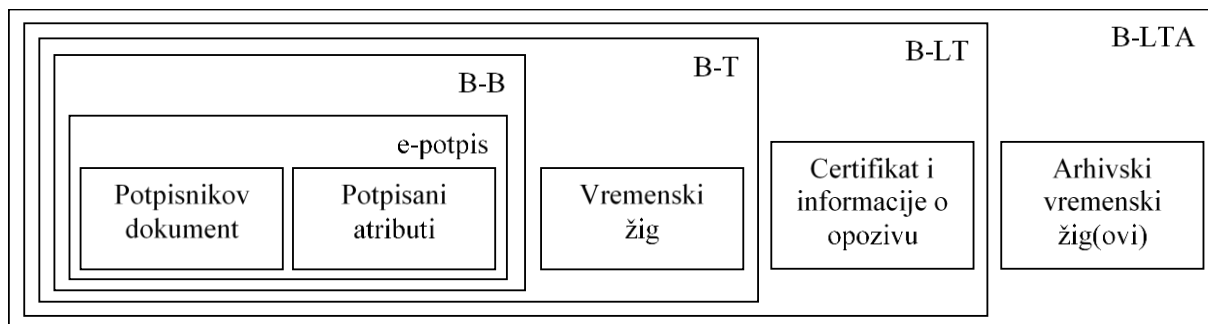 B-LTA
B-LT
B-T
B-B
e-potpis
Potpisnikov
dokument
Potpisani
atributi
Vremenski
žig
Certifikat i
informacije o
opozivu
Arhivski
vremenski
žig(ovi)